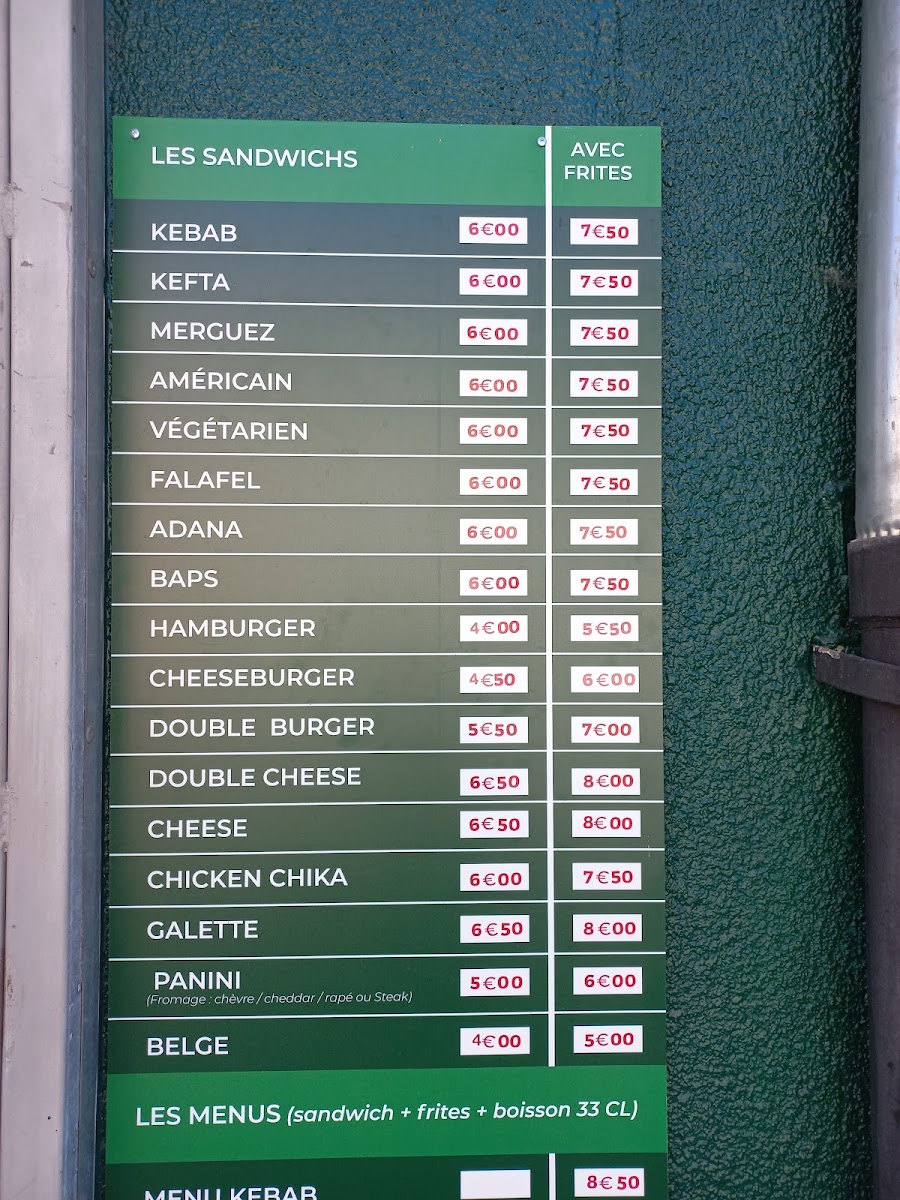 LES SANDWICHS AVEC FRITES
KEBAB 6€00 7€50
KEFTA 6€00 7€50
MERGUEZ 6€00 7€50
AMÉRICAIN 6€00 7€50
VÉGÉTARIEN 6€00 7€50
FALAFEL 6€00 7€50
ADANA 6€00 7€50
BAPS 6€00 7€50
HAMBURGER 4€00 5€50
CHEESEBURGER 4€50 6€00
DOUBLE BURGER 5€50 7€00
DOUBLE CHEESE 6€50 8€00
CHEESE 6€50 8€00
CHICKEN CHIKA 6€00 7€50
GALETTE 6€50 8€00
PANINI 5€00 6€00
(Fromage : chèvre / cheddar / rapé ou Steak)
BELGE 4€00 5€00
LES MENUS (sandwich + frites + boisson 33 CL)
MENU KEBAB 8€50